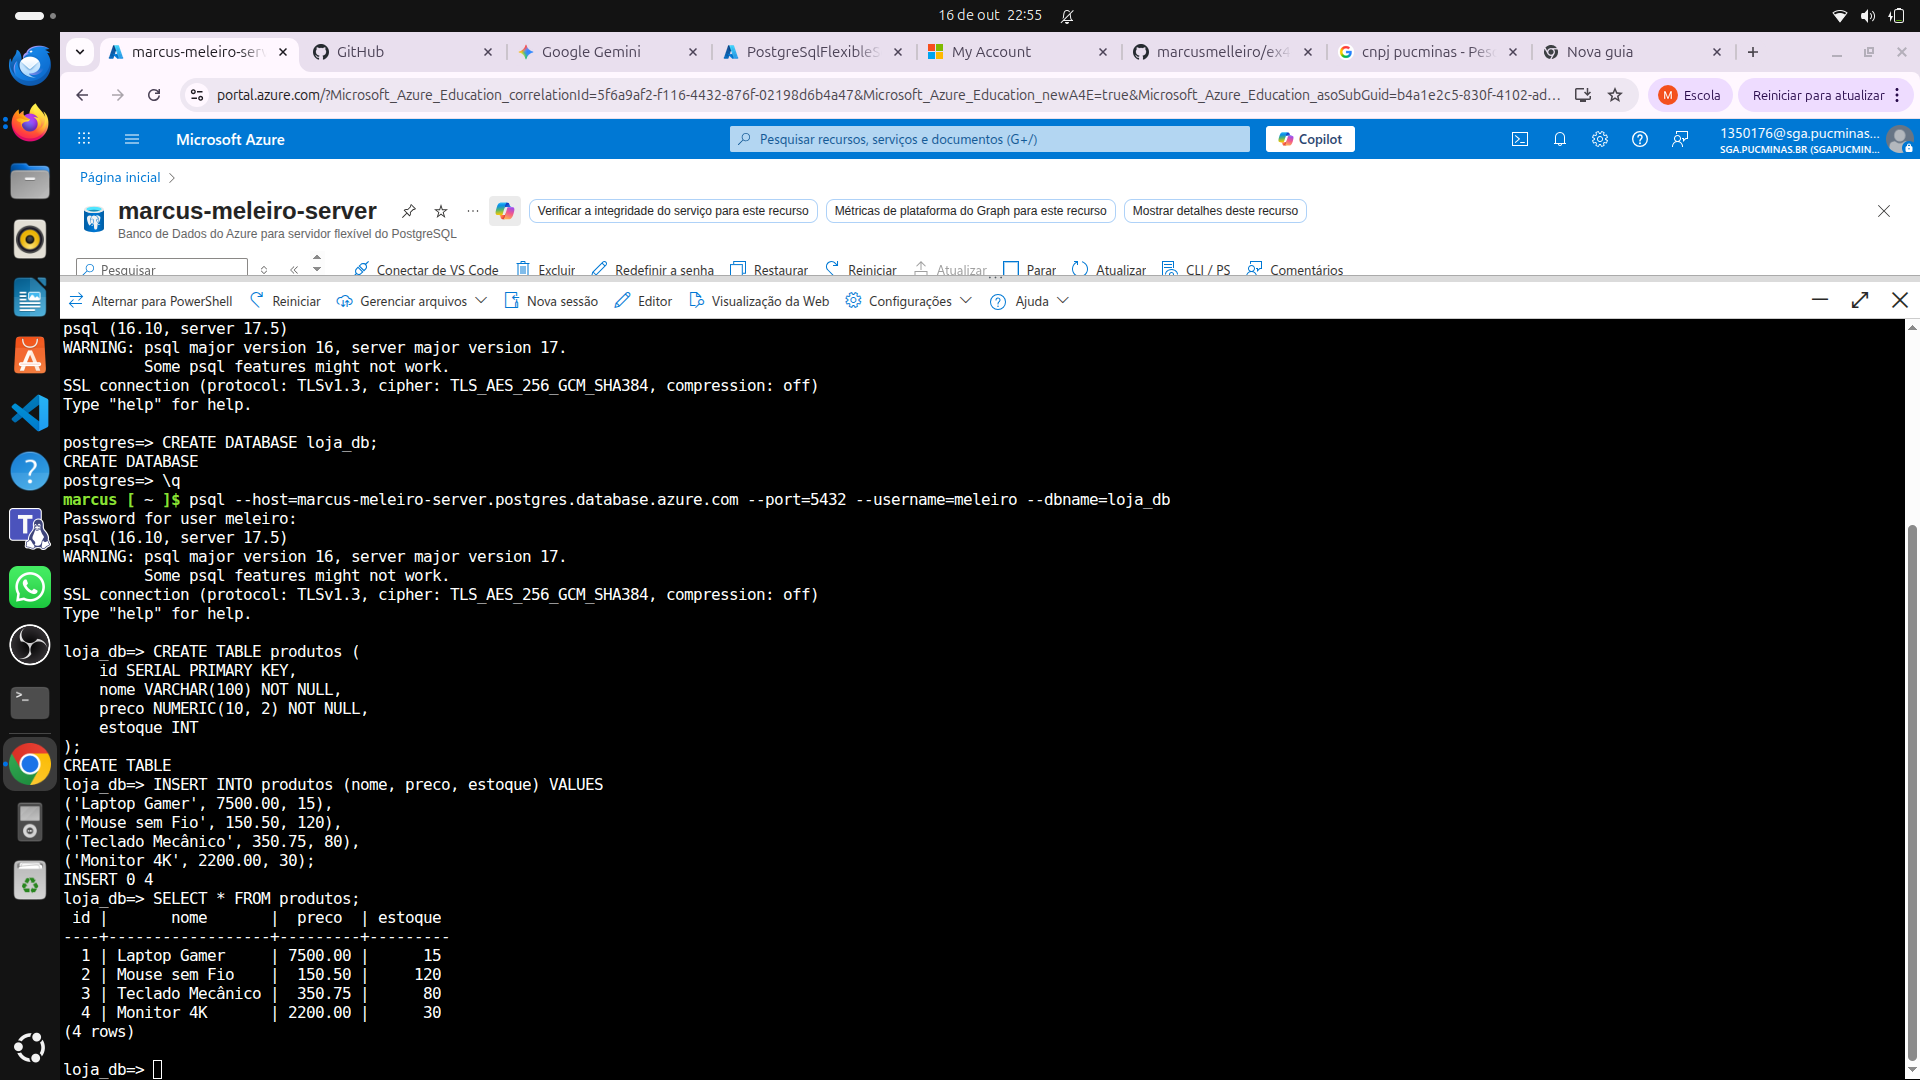 16 de out 22:55
marcus-meleiro-serv
GitHub
Google Gemini
PostgreSqlFlexibleS
My Account
marcusmelleiro/ex4
cnpj pucminas - Pesq
Nova guia
portal.azure.com/?Microsoft_Azure_Education_correlationId=5f6a9af2-f116-4432-876f-02198d6b4a47&Microsoft_Azure_Education_newA4E=true&Microsoft_Azure_Education_asoSubGuid=b4a1e2c5-830f-4102-ad...
M Escola
Reiniciar para atualizar
Microsoft Azure
Pesquisar recursos, serviços e documentos (G+/)
Copilot
1350176@sga.pucminas...
SGA.PUCMINAS.BR (SGAPUCMIN...
Página inicial
marcus-meleiro-server
Verificar a integridade do serviço para este recurso
Métricas de plataforma do Graph para este recurso
Mostrar detalhes deste recurso
Banco de Dados do Azure para servidor flexível do PostgreSQL
Pesquisar
Conectar de VS Code
Excluir
Redefinir a senha
Restaurar
Reiniciar
Atualizar
Parar
Atualizar
CLI / PS
Comentários
Alternar para PowerShell
Reiniciar
Gerenciar arquivos
Nova sessão
Editor
Visualização da Web
Configurações
Ajuda
psql (16.10, server 17.5)
WARNING: psql major version 16, server major version 17.
Some psql features might not work.
SSL connection (protocol: TLSv1.3, cipher: TLS_AES_256_GCM_SHA384, compression: off)
Type "help" for help.
postgres=> CREATE DATABASE loja_db;
CREATE DATABASE
postgres=> \q
marcus [ ~ ]$ psql --host=marcus-meleiro-server.postgres.database.azure.com --port=5432 --username=meleiro --dbname=loja_db
Password for user meleiro:
psql (16.10, server 17.5)
WARNING: psql major version 16, server major version 17.
Some psql features might not work.
SSL connection (protocol: TLSv1.3, cipher: TLS_AES_256_GCM_SHA384, compression: off)
Type "help" for help.
loja_db=> CREATE TABLE produtos (
id SERIAL PRIMARY KEY,
nome VARCHAR(100) NOT NULL,
preco NUMERIC(10, 2) NOT NULL,
estoque INT
);
CREATE TABLE
loja_db=> INSERT INTO produtos (nome, preco, estoque) VALUES
('Laptop Gamer', 7500.00, 15),
('Mouse sem Fio', 150.50, 120),
('Teclado Mecânico', 350.75, 80),
('Monitor 4K', 2200.00, 30);
INSERT 0 4
loja_db=> SELECT * FROM produtos;
id | nome | preco | estoque
----+------------------+---------+---------
1 | Laptop Gamer | 7500.00 | 15
2 | Mouse sem Fio | 150.50 | 120
3 | Teclado Mecânico | 350.75 | 80
4 | Monitor 4K | 2200.00 | 30
(4 rows)
loja_db=>